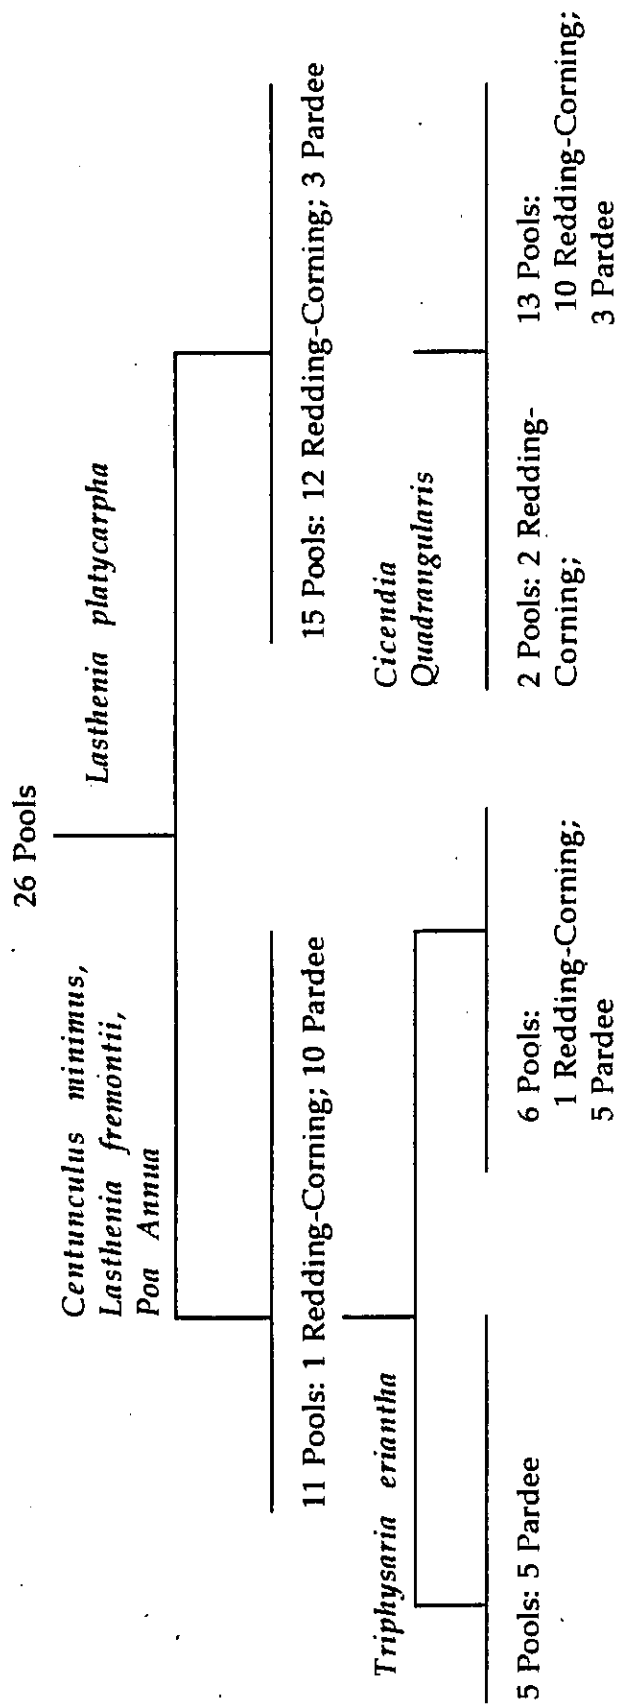 26 Pools
Centunculus minimus,
Lasthenia fremontii,
Poa Annua
Lasthenia platycarpha
11 Pools: 1 Redding-Corning; 10 Pardee
15 Pools: 12 Redding-Corning; 3 Pardee
Triphysaria eriantha
Cicendia
Quadrangularis
5 Pools: 5 Pardee
6 Pools:
1 Redding-Corning;
5 Pardee
2 Pools: 2 Redding-
Corning;
13 Pools:
10 Redding-Corning;
3 Pardee